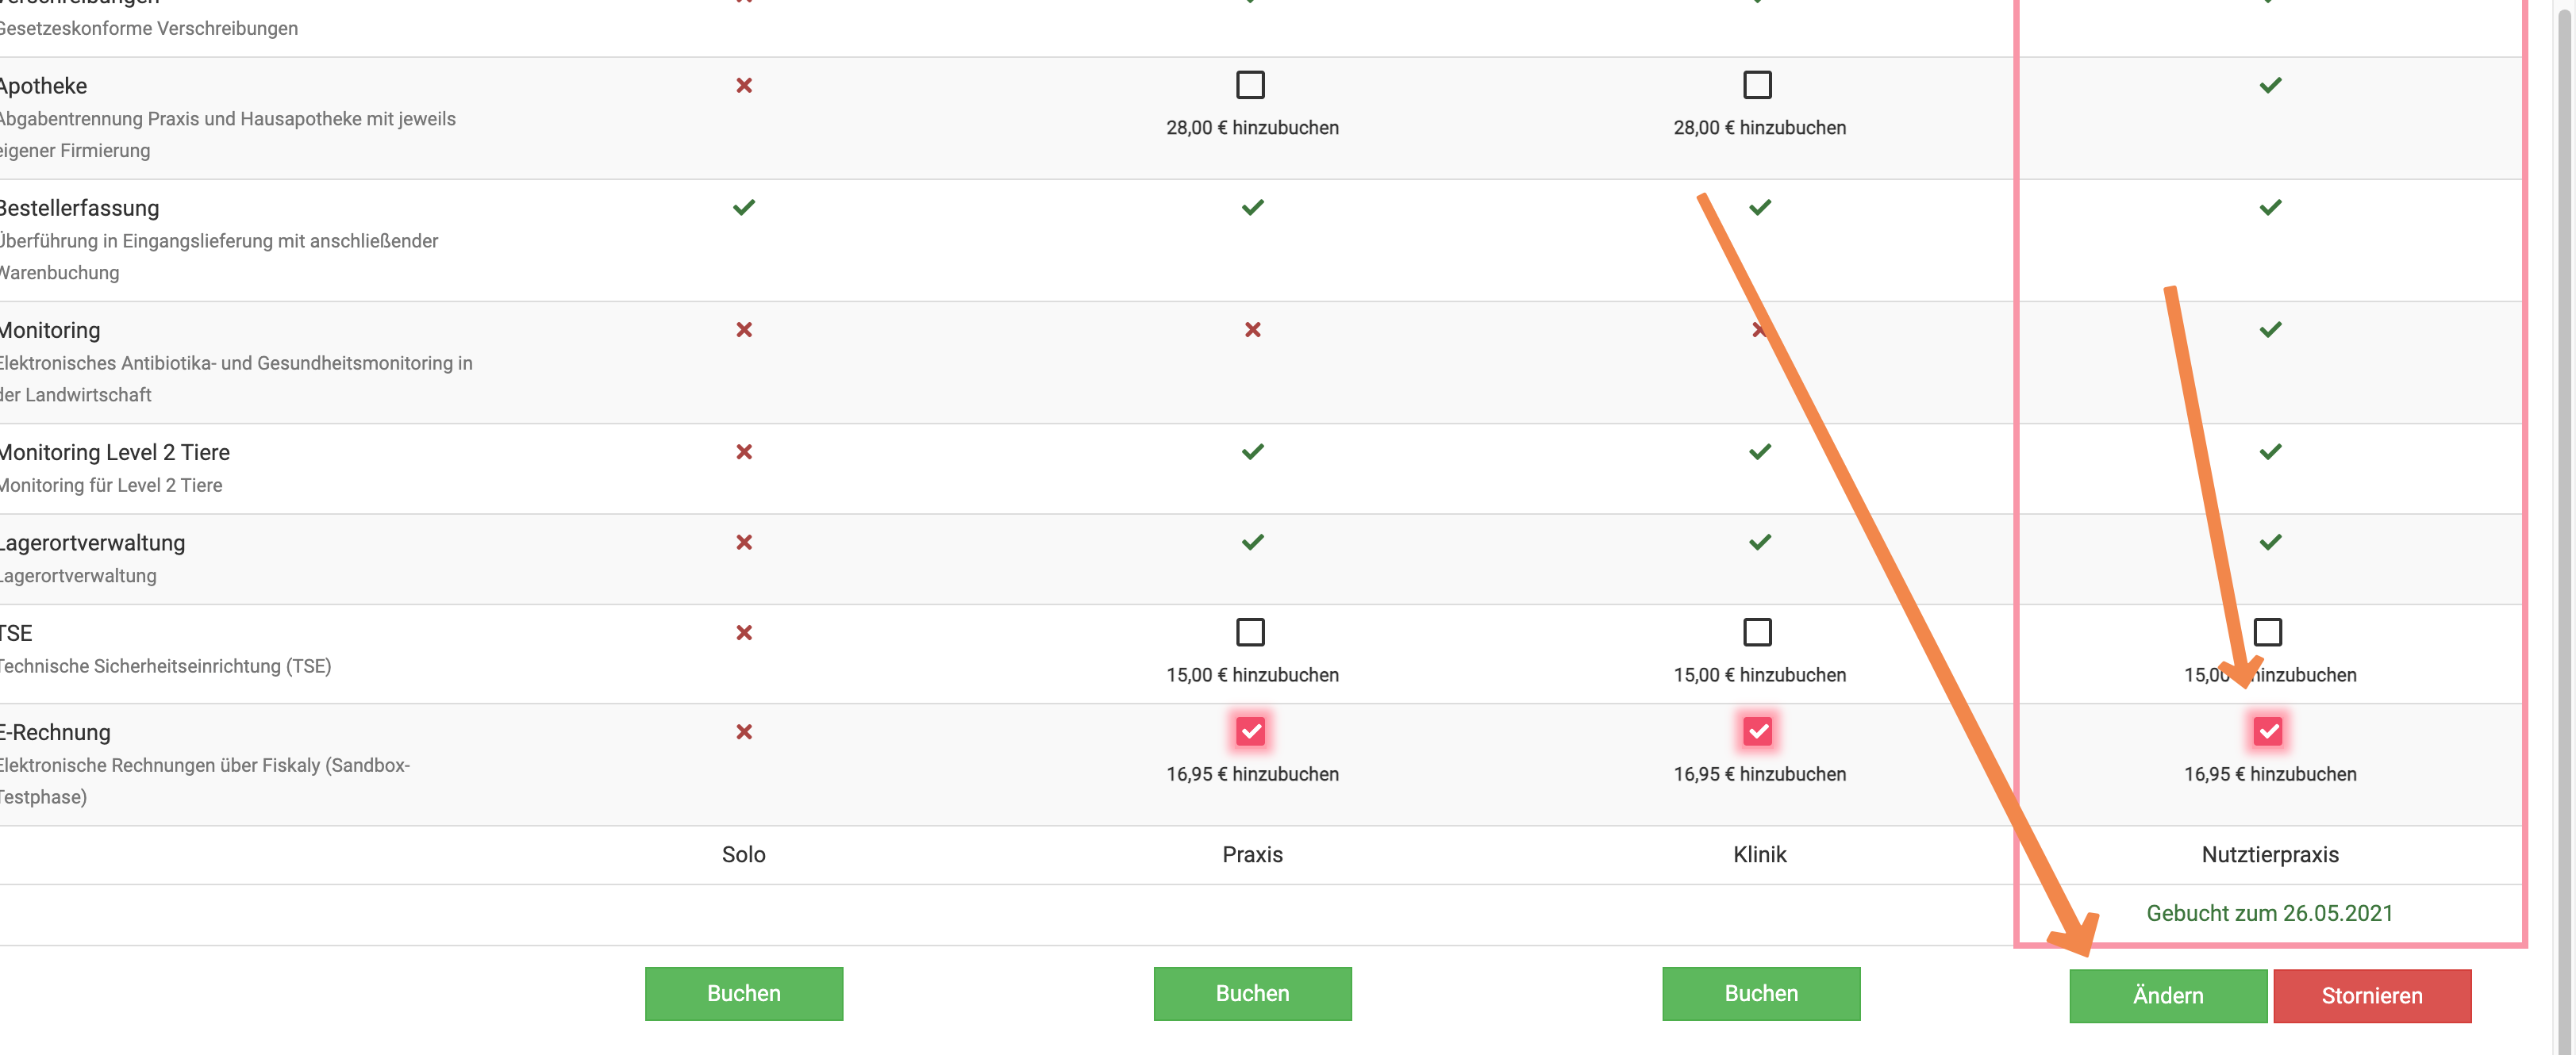 Gesetzeskonforme Verschreibungen
Apotheke
Abgabentrennung Praxis und Hausapotheke mit jeweils
eigener Firmierung
28,00 € hinzubuchen
28,00 € hinzubuchen
Bestellerfassung
Überführung in Eingangslieferung mit anschließender
Warenbuchung
Monitoring
Elektronisches Antibiotika- und Gesundheitsmonitoring in
der Landwirtschaft
Monitoring Level 2 Tiere
Monitoring für Level 2 Tiere
Lagerortverwaltung
Lagerortverwaltung
TSE
Technische Sicherheitseinrichtung (TSE)
15,00 € hinzubuchen
15,00 € hinzubuchen
15,00 hinzubuchen
E-Rechnung
Elektronische Rechnungen über Fiskaly (Sandbox-
Testphase)
16,95 € hinzubuchen
16,95 € hinzubuchen
16,95 € hinzubuchen
Solo
Praxis
Klinik
Nutztierpraxis
Gebucht zum 26.05.2021
Buchen
Buchen
Buchen
Ändern
Stornieren